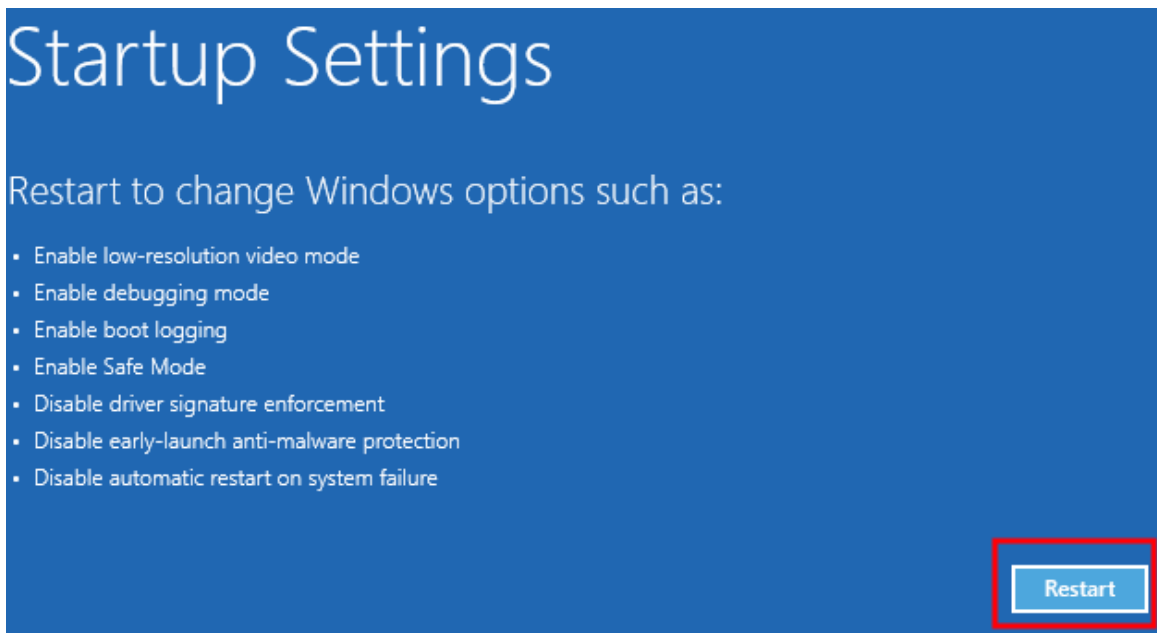 Startup Settings
Restart to change Windows options such as:
▪ Enable low-resolution video mode
▪ Enable debugging mode
▪ Enable boot logging
▪ Enable Safe Mode
▪ Disable driver signature enforcement
▪ Disable early-launch anti-malware protection
▪ Disable automatic restart on system failure
Restart